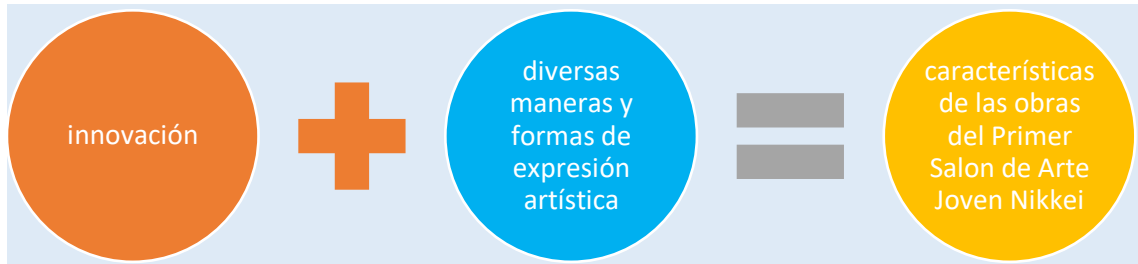 innovación
diversas
maneras y
formas de
expresión
artística
características
de las obras
del Primer
Salon de Arte
Joven Nikkei